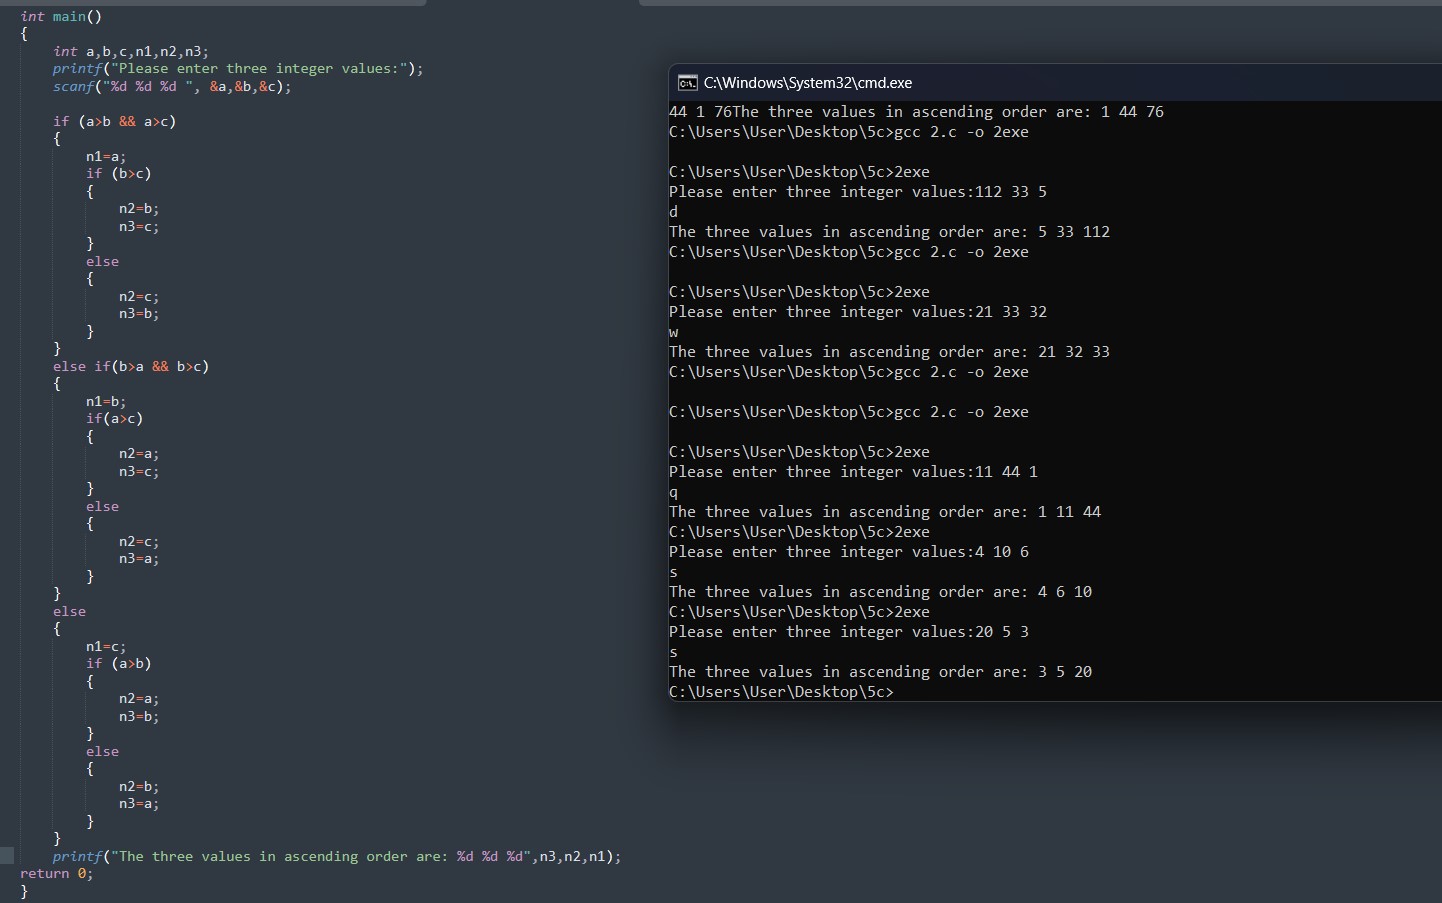 int main()
{
int a,b,c,n1,n2,n3;
printf("Please enter three integer values:");
scanf("%d %d %d ", &a,&b,&c);
if (a>b && a>c)
{
n1=a;
if (b>c)
{
n2=b;
n3=c;
}
else
{
n2=c;
n3=b;
}
}
else if(b>a && b>c)
{
n1=b;
if(a>c)
{
n2=a;
n3=c;
}
else
{
n2=c;
n3=a;
}
}
else
{
n1=c;
if (a>b)
{
n2=a;
n3=b;
}
else
{
n2=b;
n3=a;
}
}
printf("The three values in ascending order are: %d %d %d",n3,n2,n1);
return 0;
}
C:\Windows\System32\cmd.exe
44 1 76The three values in ascending order are: 1 44 76
C:\Users\User\Desktop\5c>gcc 2.c -o 2exe
C:\Users\User\Desktop\5c>2exe
Please enter three integer values:112 33 5
d
The three values in ascending order are: 5 33 112
C:\Users\User\Desktop\5c>gcc 2.c -o 2exe
C:\Users\User\Desktop\5c>2exe
Please enter three integer values:21 33 32
w
The three values in ascending order are: 21 32 33
C:\Users\User\Desktop\5c>gcc 2.c -o 2exe
C:\Users\User\Desktop\5c>gcc 2.c -o 2exe
C:\Users\User\Desktop\5c>2exe
Please enter three integer values:11 44 1
q
The three values in ascending order are: 1 11 44
C:\Users\User\Desktop\5c>2exe
Please enter three integer values:4 10 6
s
The three values in ascending order are: 4 6 10
C:\Users\User\Desktop\5c>2exe
Please enter three integer values:20 5 3
s
The three values in ascending order are: 3 5 20
C:\Users\User\Desktop\5c>